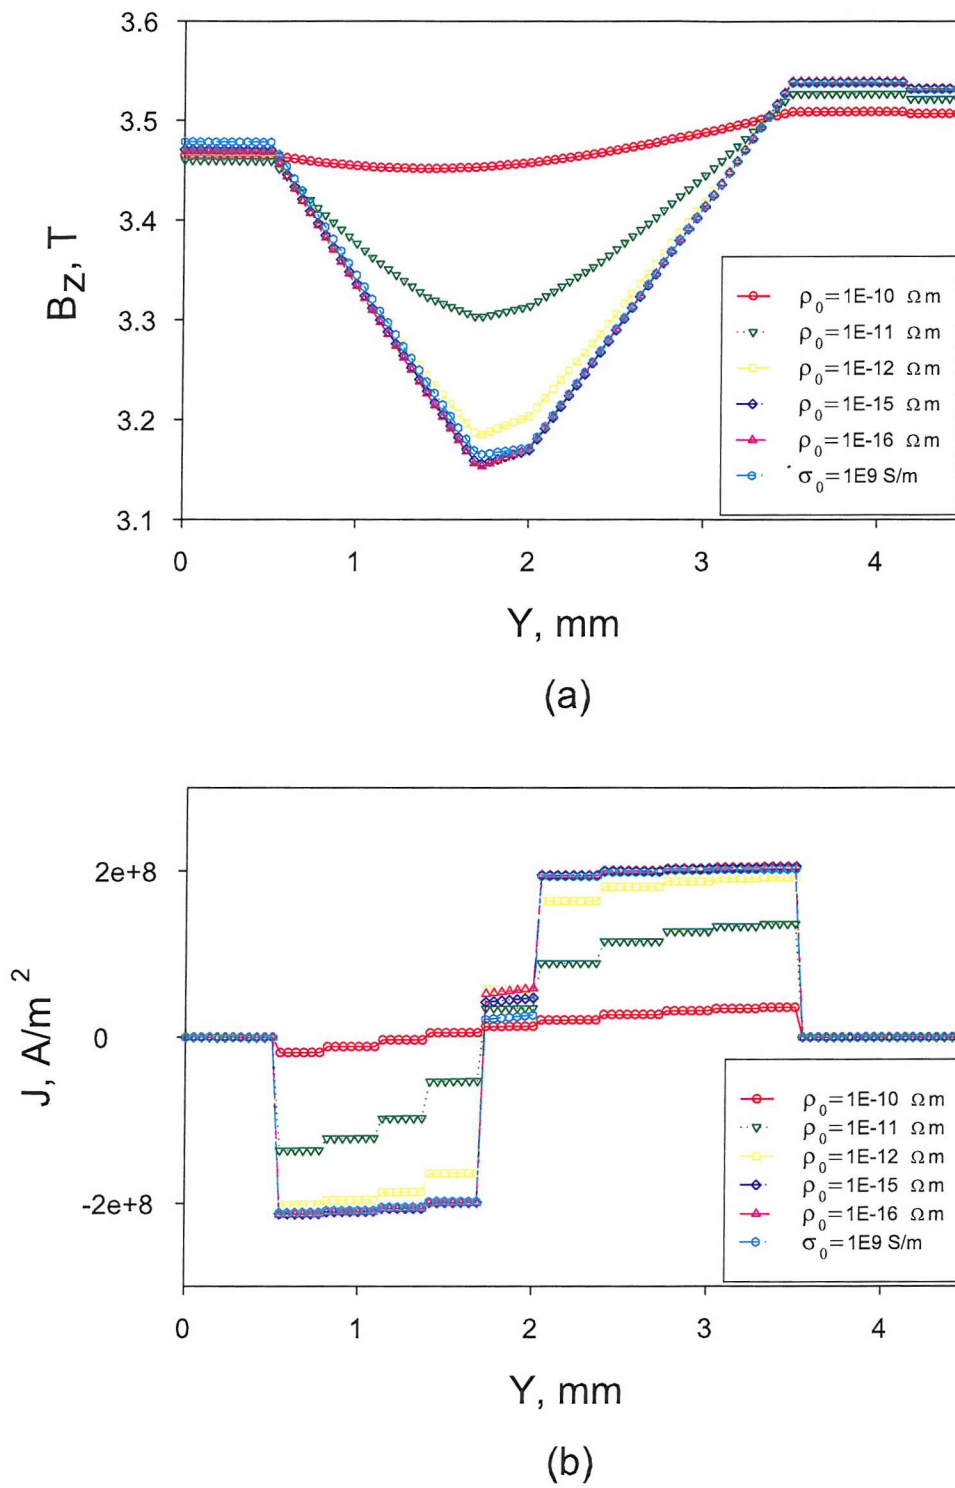 3.6
3.5
3.4
3.3
3.2
3.1
B_Z, T
ρ₀=1E-10 Ωm
ρ₀=1E-11 Ωm
ρ₀=1E-12 Ωm
ρ₀=1E-15 Ωm
ρ₀=1E-16 Ωm
σ₀=1E9 S/m
0 1 2 3 4
Y, mm
(a)
2e+8
0
-2e+8
J, A/m²
ρ₀=1E-10 Ωm
ρ₀=1E-11 Ωm
ρ₀=1E-12 Ωm
ρ₀=1E-15 Ωm
ρ₀=1E-16 Ωm
σ₀=1E9 S/m
0 1 2 3 4
Y, mm
(b)